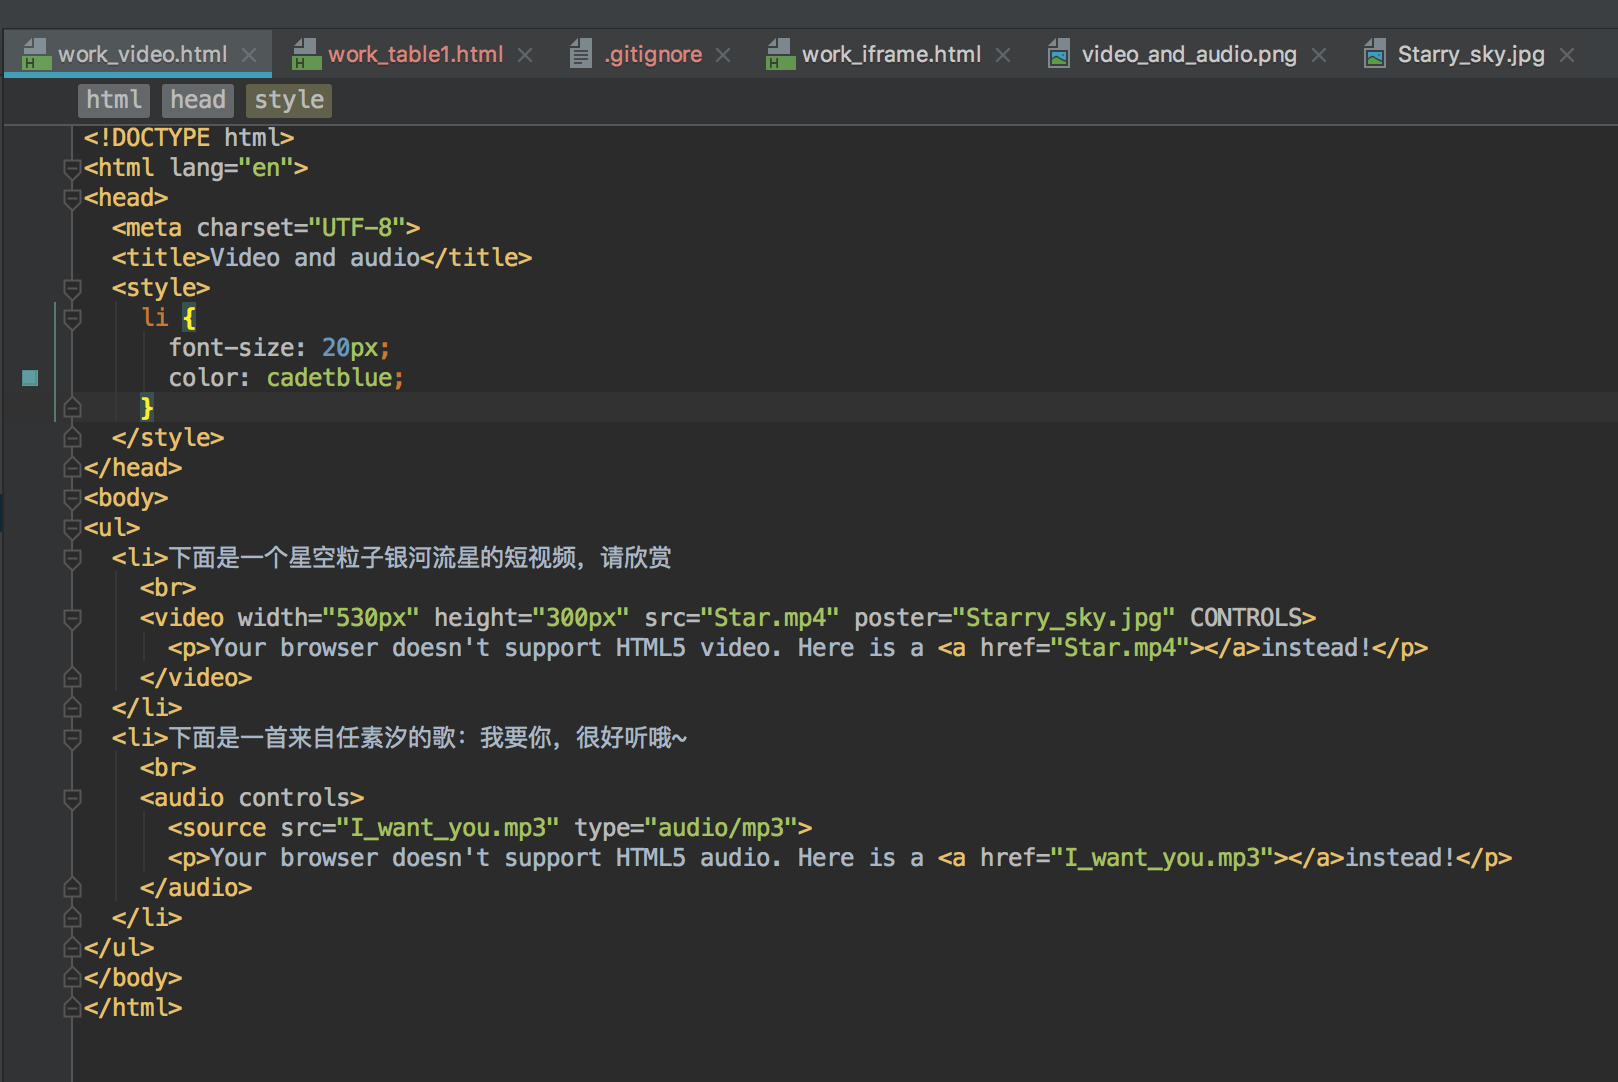 work_video.html work_table1.html .gitignore work_iframe.html video_and_audio.png Starry_sky.jpg
html head style
<!DOCTYPE html>
<html lang="en">
<head>
<meta charset="UTF-8">
<title>Video and audio</title>
<style>
li {
font-size: 20px;
color: cadetblue;
}
</style>
</head>
<body>
<ul>
<li>下面是一个星空粒子银河流星的短视频，请欣赏
<br>
<video width="530px" height="300px" src="Star.mp4" poster="Starry_sky.jpg" CONTROLS>
<p>Your browser doesn't support HTML5 video. Here is a <a href="Star.mp4"></a>instead!</p>
</video>
</li>
<li>下面是一首来自任素汐的歌：我要你，很好听哦~
<br>
<audio controls>
<source src="I_want_you.mp3" type="audio/mp3">
<p>Your browser doesn't support HTML5 audio. Here is a <a href="I_want_you.mp3"></a>instead!</p>
</audio>
</li>
</ul>
</body>
</html>